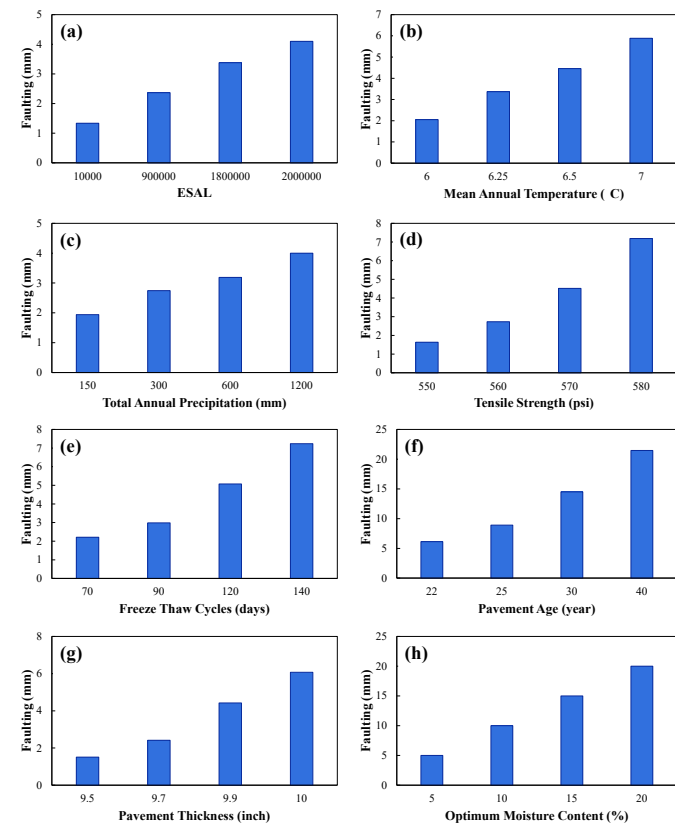 (a)
Faulting (mm)
5
4
3
2
1
0
10000 900000 1800000 2000000
ESAL
(b)
Faulting (mm)
7
6
5
4
3
2
1
0
6 6.25 6.5 7
Mean Annual Temperature ( C)
(c)
Faulting (mm)
5
4
3
2
1
0
150 300 600 1200
Total Annual Precipitation (mm)
(d)
Faulting (mm)
8
7
6
5
4
3
2
1
0
550 560 570 580
Tensile Strength (psi)
(e)
Faulting (mm)
8
7
6
5
4
3
2
1
0
70 90 120 140
Freeze Thaw Cycles (days)
(f)
Faulting (mm)
25
20
15
10
5
0
22 25 30 40
Pavement Age (year)
(g)
Faulting (mm)
8
6
4
2
0
9.5 9.7 9.9 10
Pavement Thickness (inch)
(h)
Faulting (mm)
25
20
15
10
5
0
5 10 15 20
Optimum Moisture Content (%)